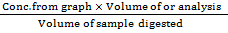 Conc.from graph × Volume of or analysis
Volume of sample digested